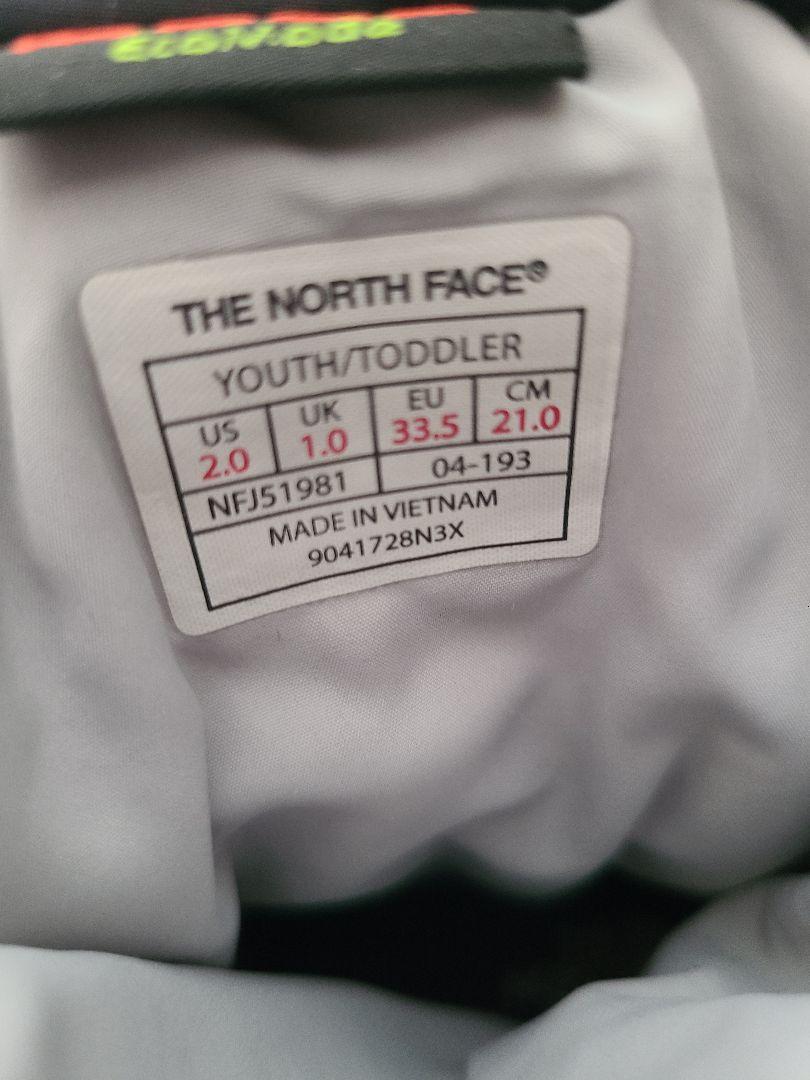 THE NORTH FACE®
YOUTH/TODDLER
US UK EU CM
2.0 1.0 33.5 21.0
NFJ51981 04-193
MADE IN VIETNAM
9041728N3X